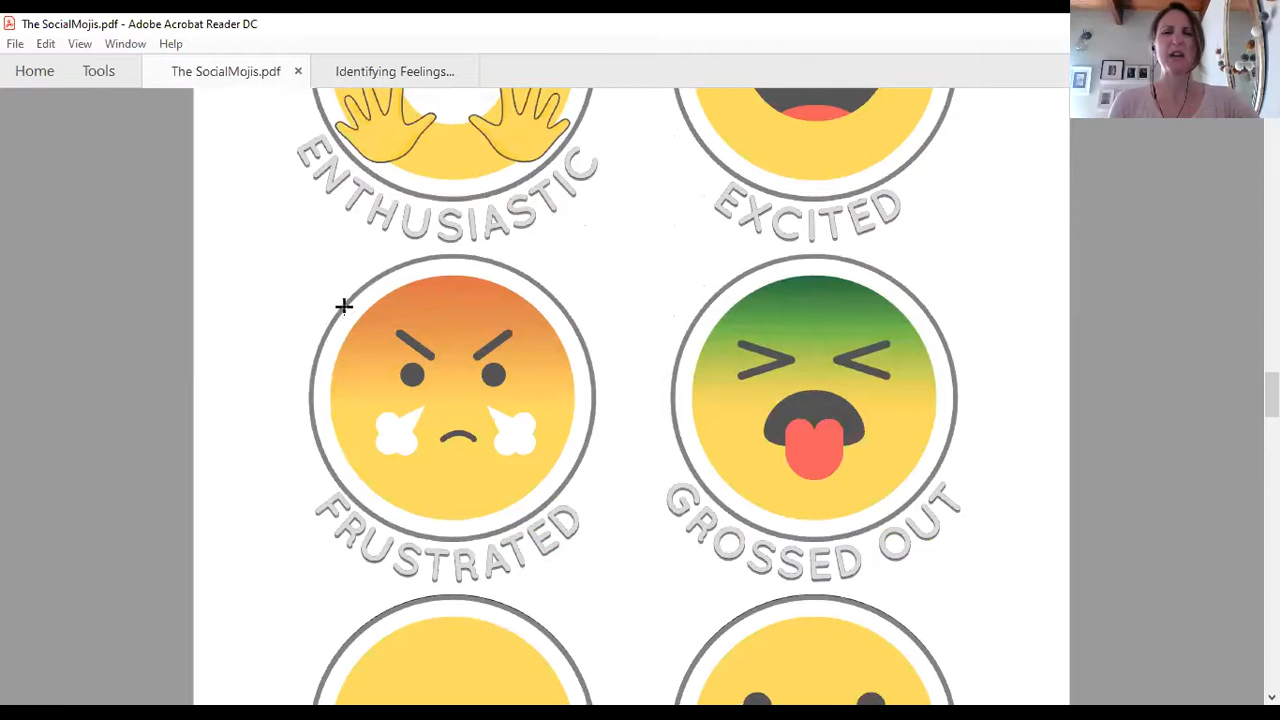 The SocialMojis.pdf - Adobe Acrobat Reader DC
File Edit View Window Help
Home Tools The SocialMojis.pdf × Identifying Feelings...
ENTHUSIASTIC
EXCITED
FRUSTRATED
GROSSED OUT